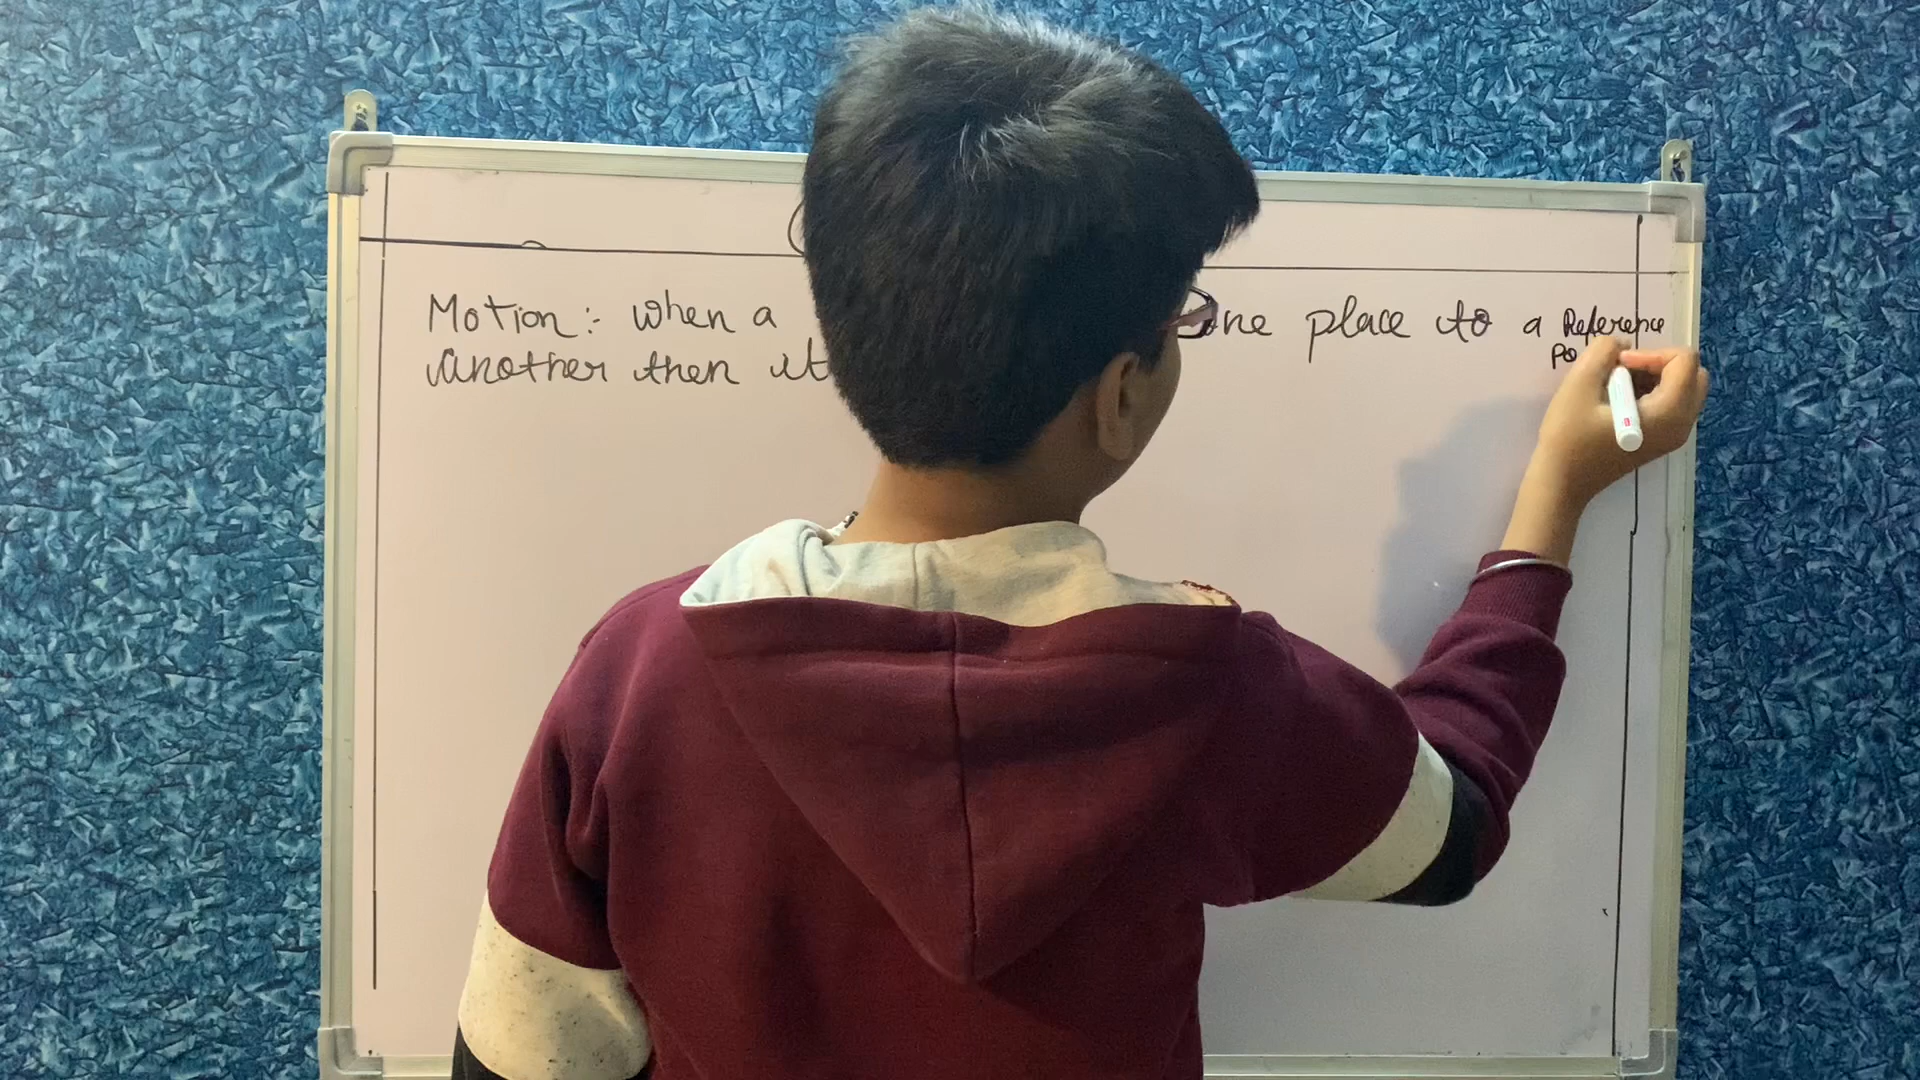 Motion:- when a one place to a Reference
Po
Another then it